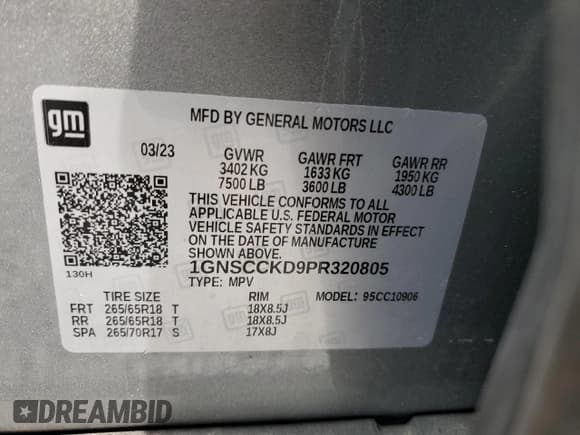 gm
MFD BY GENERAL MOTORS LLC
03/23 GVWR GAWR FRT GAWR RR
3402 KG 1633 KG 1950 KG
7500 LB 3600 LB 4300 LB
THIS VEHICLE CONFORMS TO ALL
APPLICABLE U.S. FEDERAL MOTOR
VEHICLE SAFETY STANDARDS IN EFFECT
ON THE DATE OF MANUFACTURE
SHOWN ABOVE.
130H
1GNSCCKD9PR320805
TYPE: MPV MODEL: 95CC10906
TIRE SIZE RIM
FRT 265/65R18 T 18X8.5J
RR 265/65R18 T 18X8.5J
SPA 265/70R17 S 17X8J
DREAMBID